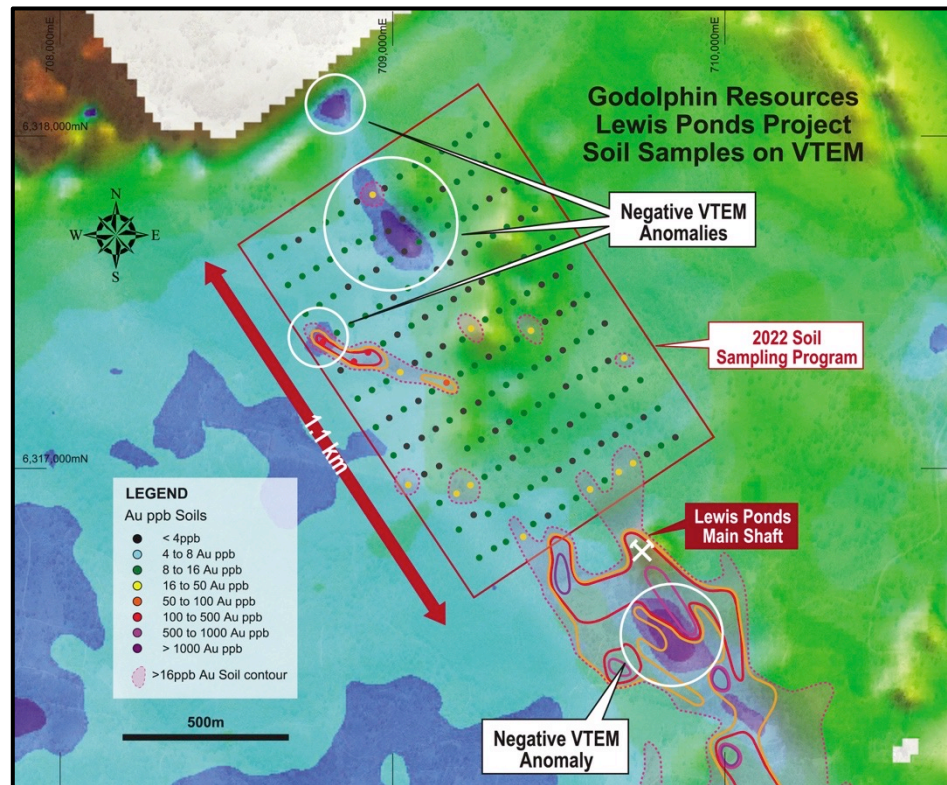 708,000mE
709,000mE
710,000mE
Godolphin Resources
Lewis Ponds Project
Soil Samples on VTEM
6,318,000mN
N
W
E
S
Negative VTEM
Anomalies
2022 Soil
Sampling Program
1.1 km
6,317,000mN
LEGEND
Au ppb Soils
< 4ppb
4 to 8 Au ppb
8 to 16 Au ppb
16 to 50 Au ppb
50 to 100 Au ppb
100 to 500 Au ppb
500 to 1000 Au ppb
> 1000 Au ppb
>16ppb Au Soil contour
500m
Lewis Ponds
Main Shaft
Negative VTEM
Anomaly